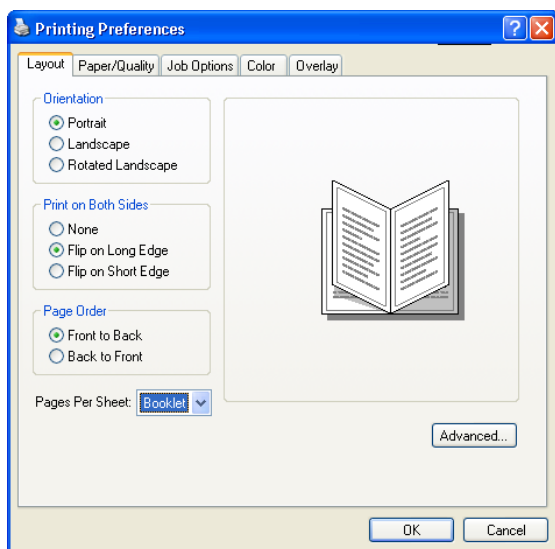 Printing Preferences
Layout Paper/Quality Job Options Color Overlay
Orientation
Portrait
Landscape
Rotated Landscape
Print on Both Sides
None
Flip on Long Edge
Flip on Short Edge
Page Order
Front to Back
Back to Front
Pages Per Sheet: Booklet
Advanced...
OK Cancel